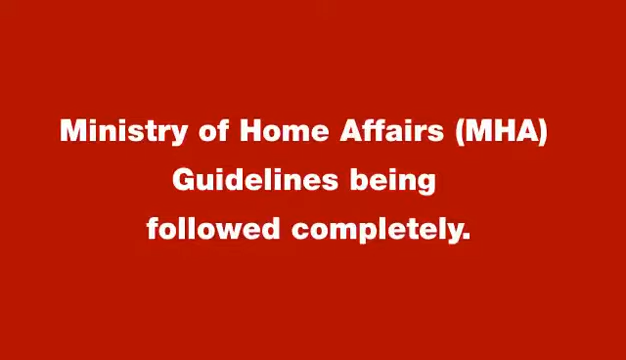 Ministry of Home Affairs (MHA)
Guidelines being
followed completely.